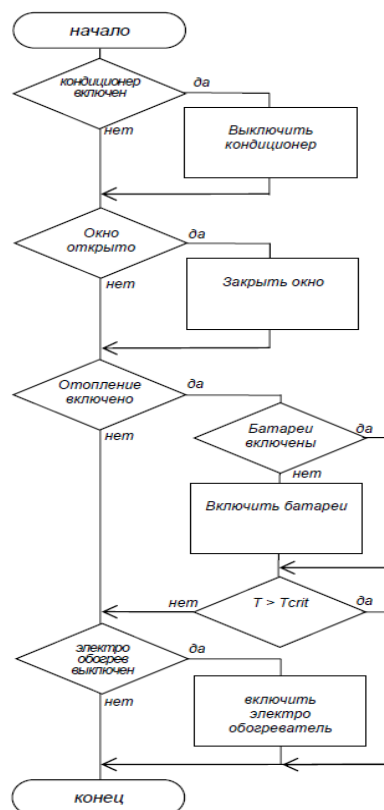 начало
кондиционер
включен
да
нет
Выключить
кондиционер
Окно
открыто
да
нет
Закрыть окно
Отопление
включено
да
нет
Батареи
включены
да
нет
Включить батареи
T > Tcrit
нет
да
электро
обогрев
выключен
да
нет
включить
электро
обогреватель
конец